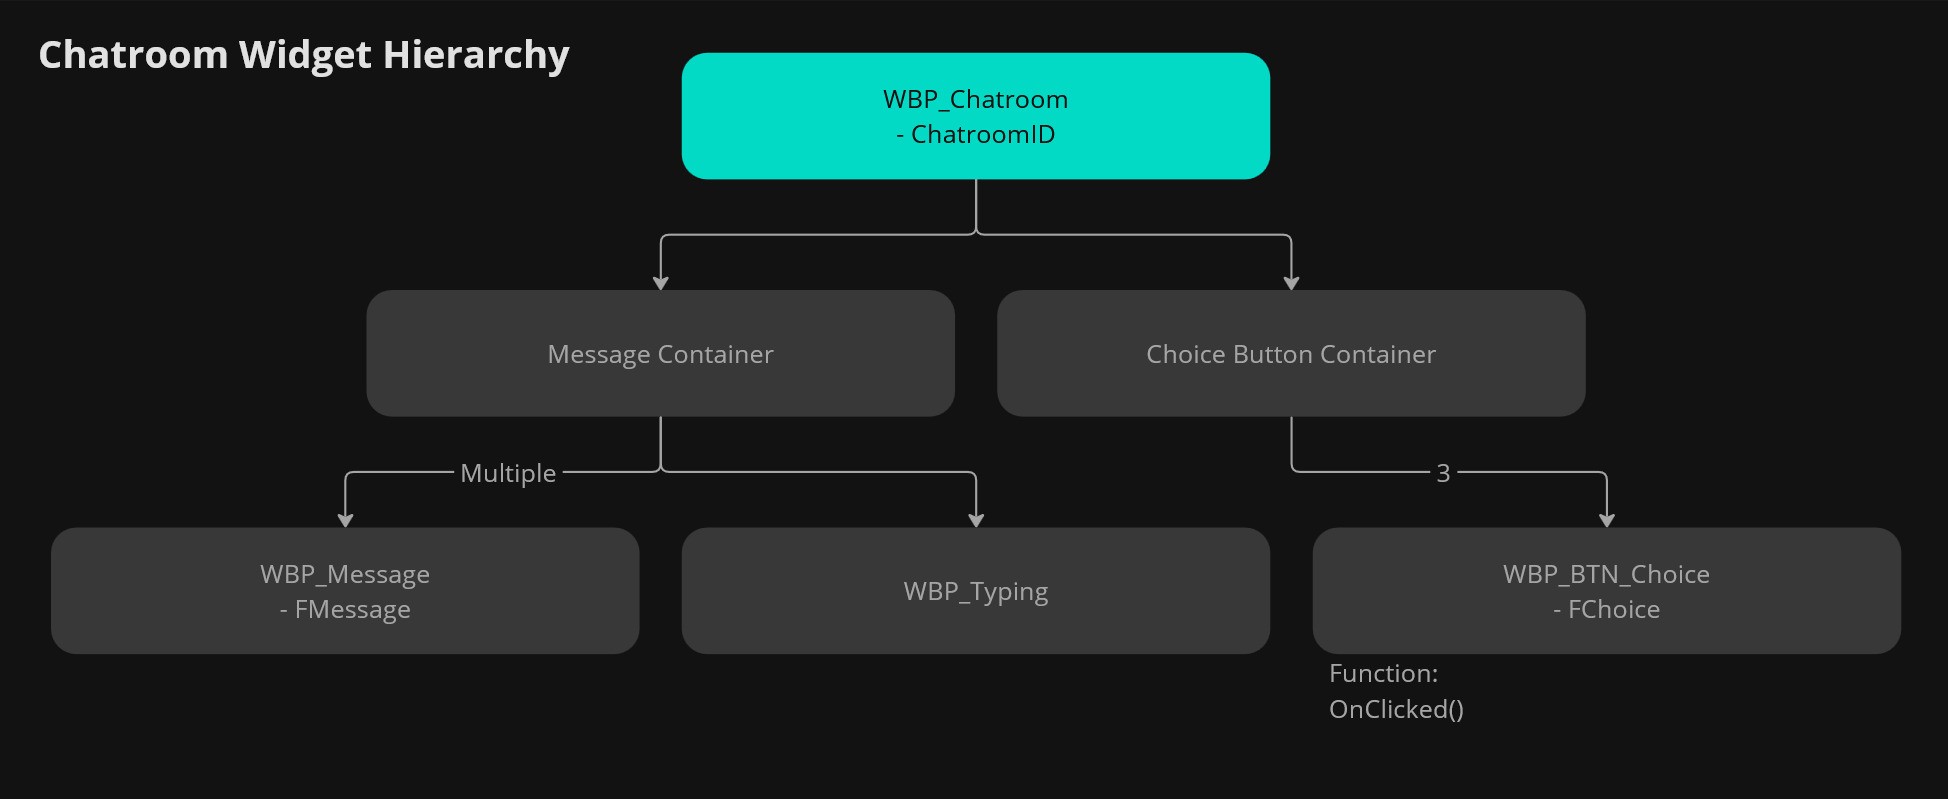 Chatroom Widget Hierarchy
WBP_Chatroom
- ChatroomID
Message Container
Choice Button Container
Multiple
3
WBP_Message
- FMessage
WBP_Typing
WBP_BTN_Choice
- FChoice
Function:
OnClicked()